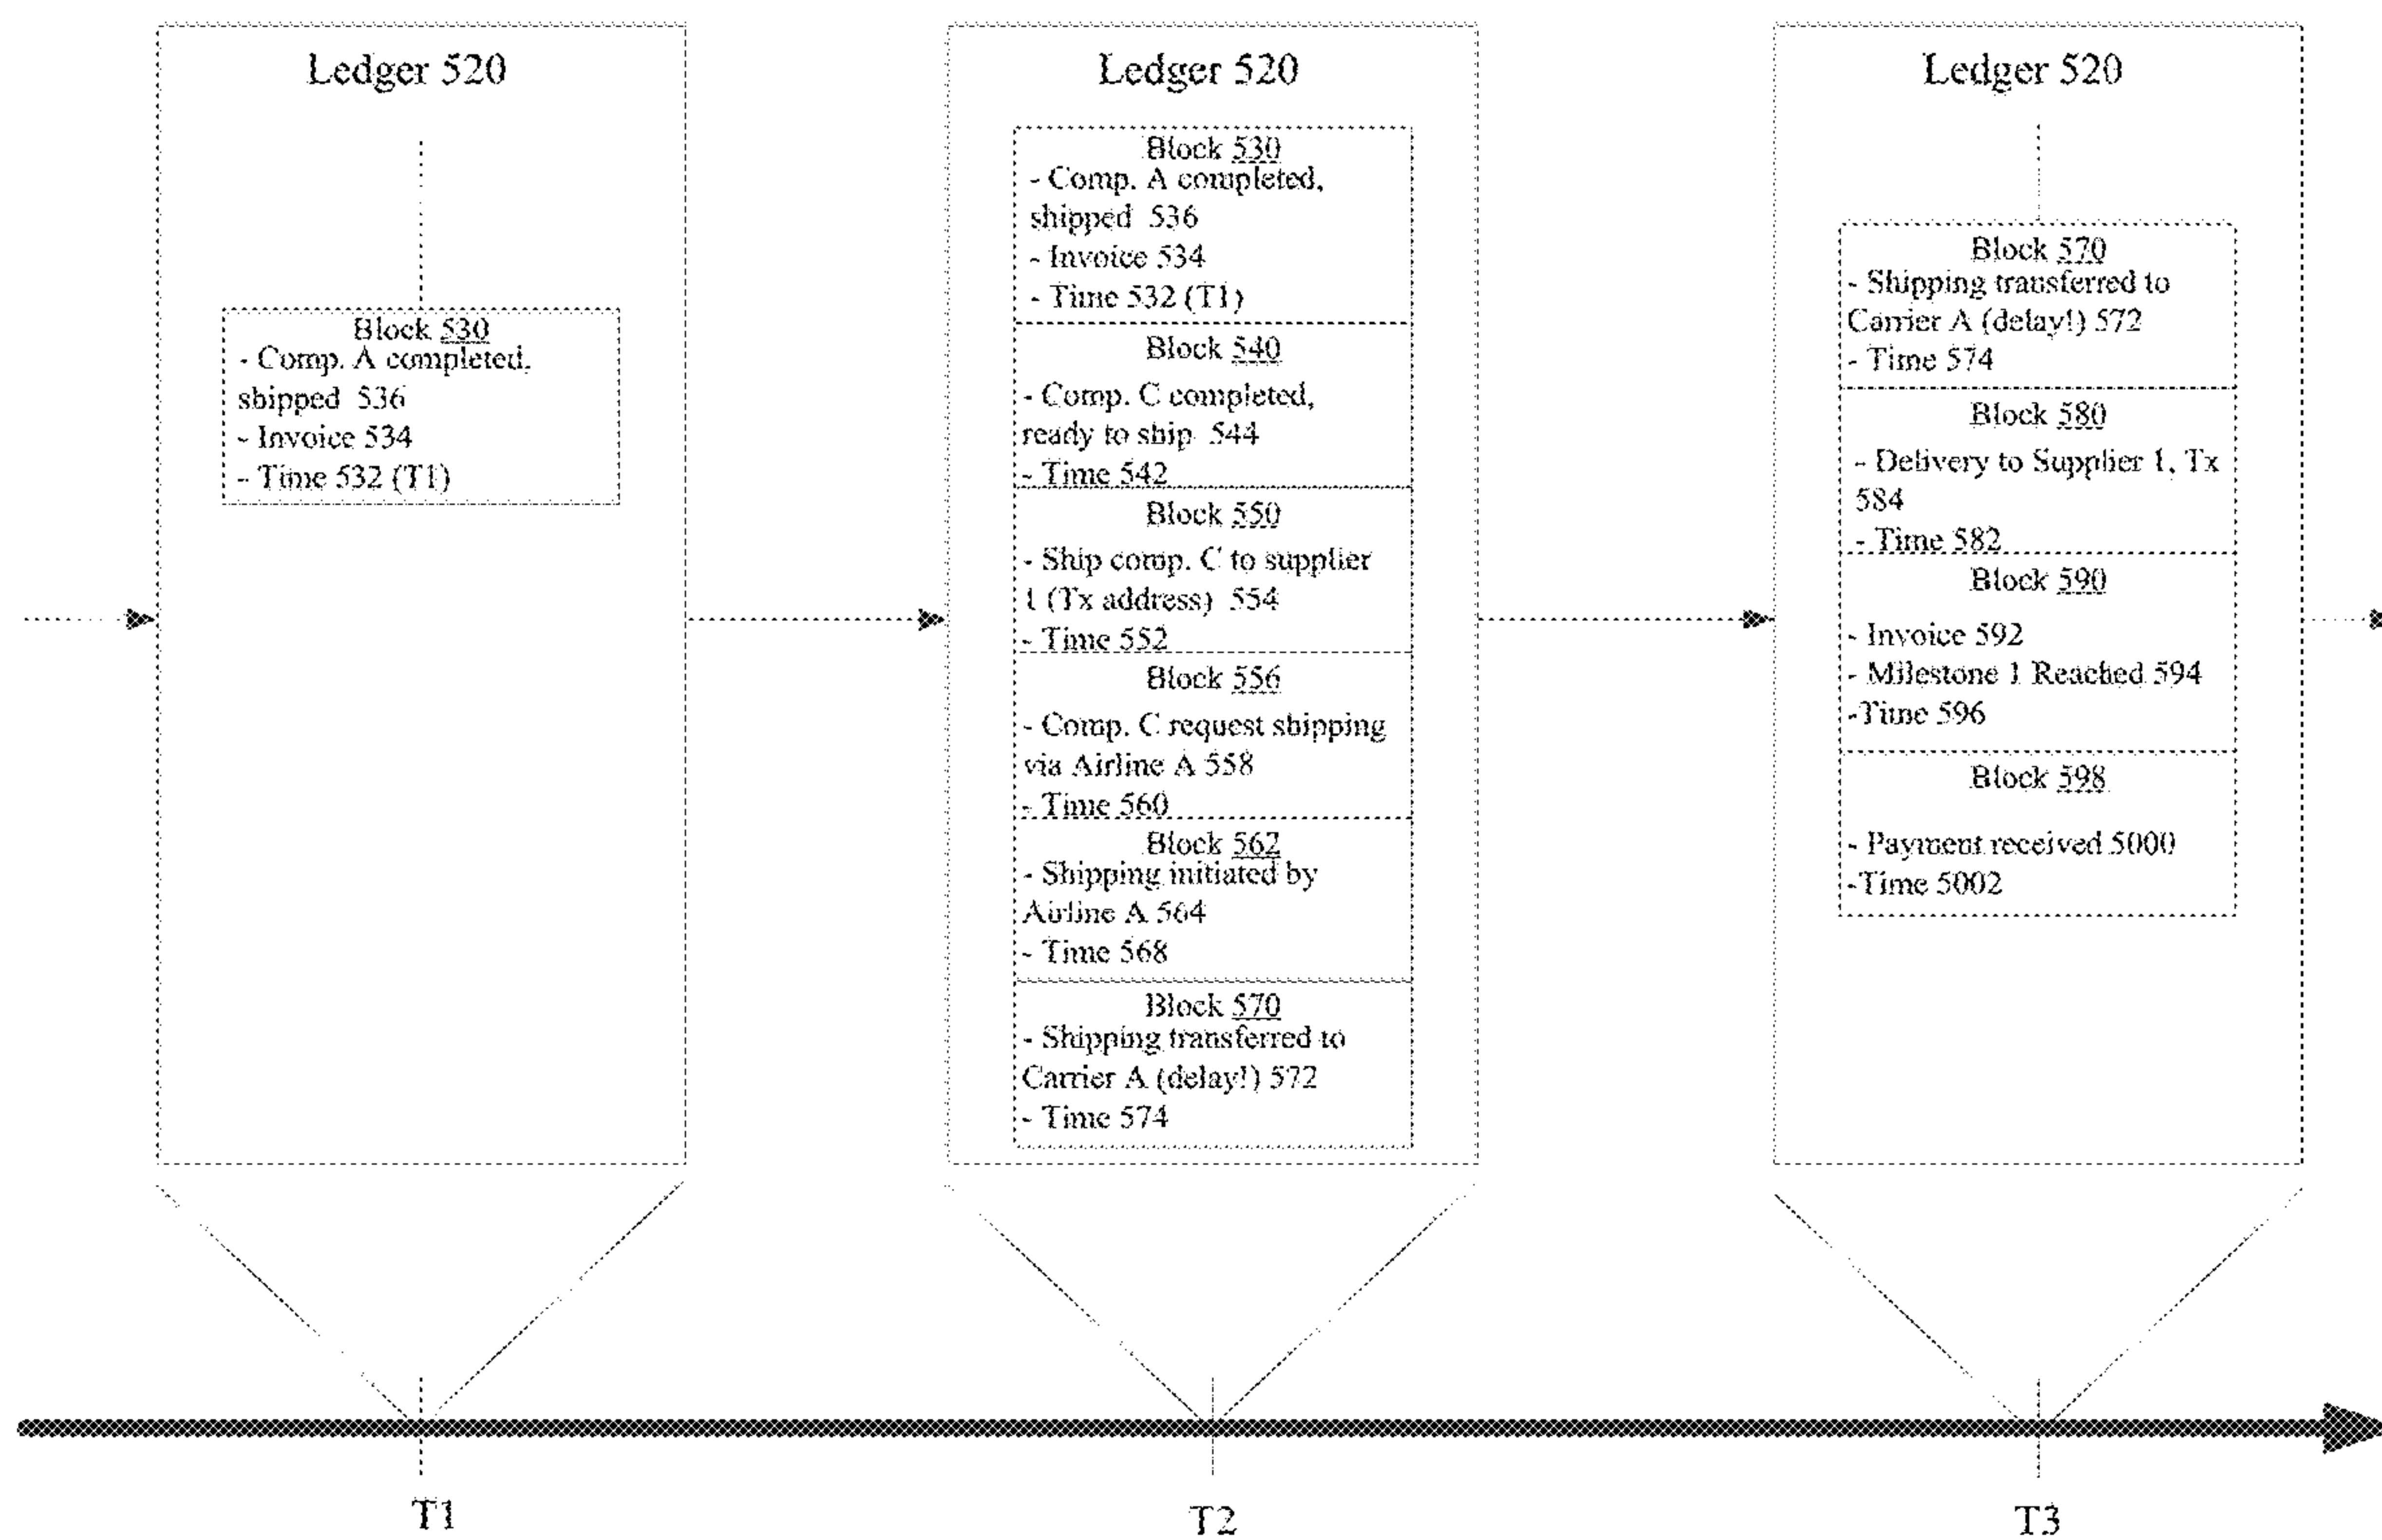 Ledger 520
Block 530
- Comp. A completed,
shipped 536
- Invoice 534
- Time 532 (T1)
Ledger 520
Block 530
- Comp. A completed,
shipped 536
- Invoice 534
- Time 532 (T1)
Block 540
- Comp. C completed,
ready to ship 544
- Time 542
Block 550
- Ship comp. C to supplier
1 (Tx address) 554
- Time 552
Block 556
- Comp. C request shipping
via Airline A 558
- Time 560
Block 562
- Shipping initiated by
Airline A 564
- Time 568
Block 570
- Shipping transferred to
Carrier A (delay!) 572
- Time 574
Ledger 520
Block 570
- Shipping transferred to
Carrier A (delay!) 572
- Time 574
Block 580
- Delivery to Supplier 1, Tx
584
- Time 582
Block 590
- Invoice 592
- Milestone 1 Reached 594
-Time 596
Block 598
- Payment received 5000
-Time 5002
T1
T2
T3